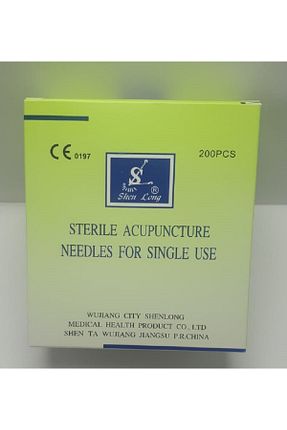 CE 0197
200PCS
Shen Long ®
STERILE ACUPUNCTURE
NEEDLES FOR SINGLE USE
WUJIANG CITY SHENLONG
MEDICAL HEALTH PRODUCT CO.,LTD
SHEN TA WUJIANG JIANGSU P.R.CHINA